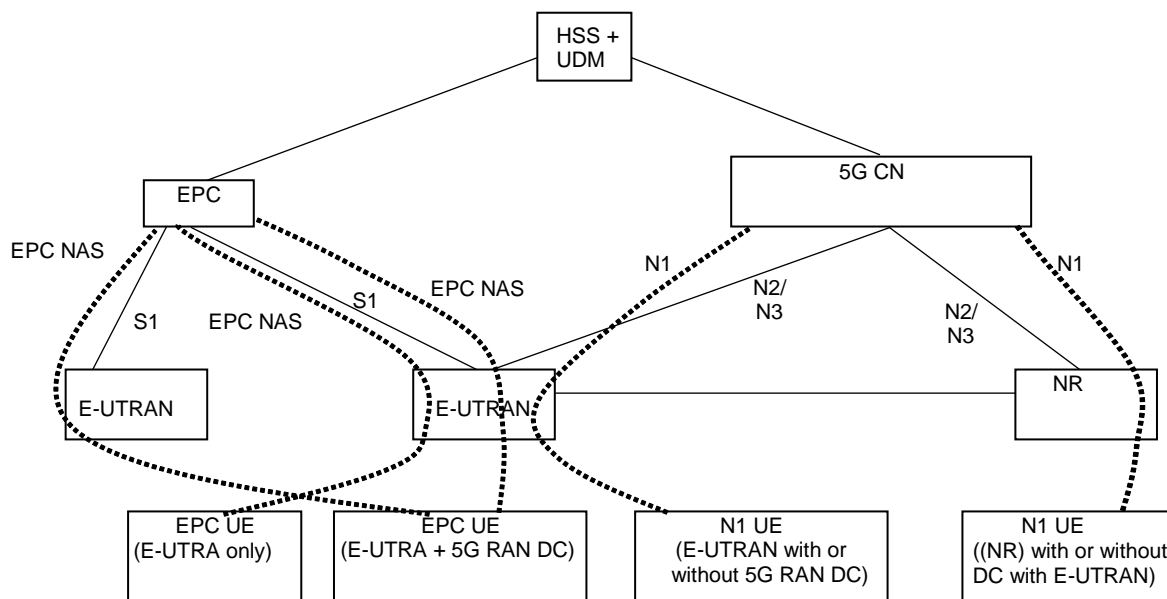 HSS +
UDM
5G CN
EPC
EPC NAS
N1
N1
EPC NAS
N2/
N3
S1
EPC NAS
S1
N2/
N3
E-UTRAN
E-UTRAN
NR
EPC UE
(E-UTRA only)
EPC UE
(E-UTRA + 5G RAN DC)
N1 UE
(E-UTRAN with or
without 5G RAN DC)
N1 UE
((NR) with or without
DC with E-UTRAN)